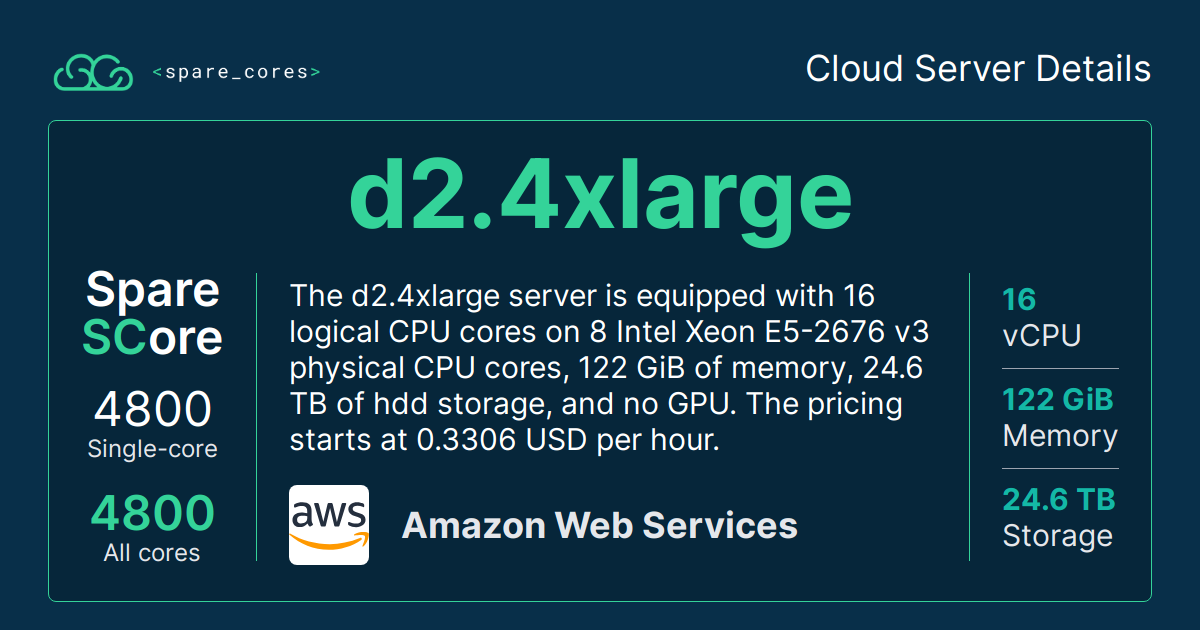 <spare_cores>
Cloud Server Details
d2.4xlarge
Spare
SCore
4800
Single-core
4800
All cores
The d2.4xlarge server is equipped with 16
logical CPU cores on 8 Intel Xeon E5-2676 v3
physical CPU cores, 122 GiB of memory, 24.6
TB of hdd storage, and no GPU. The pricing
starts at 0.3306 USD per hour.
aws
Amazon Web Services
16
vCPU
122 GiB
Memory
24.6 TB
Storage